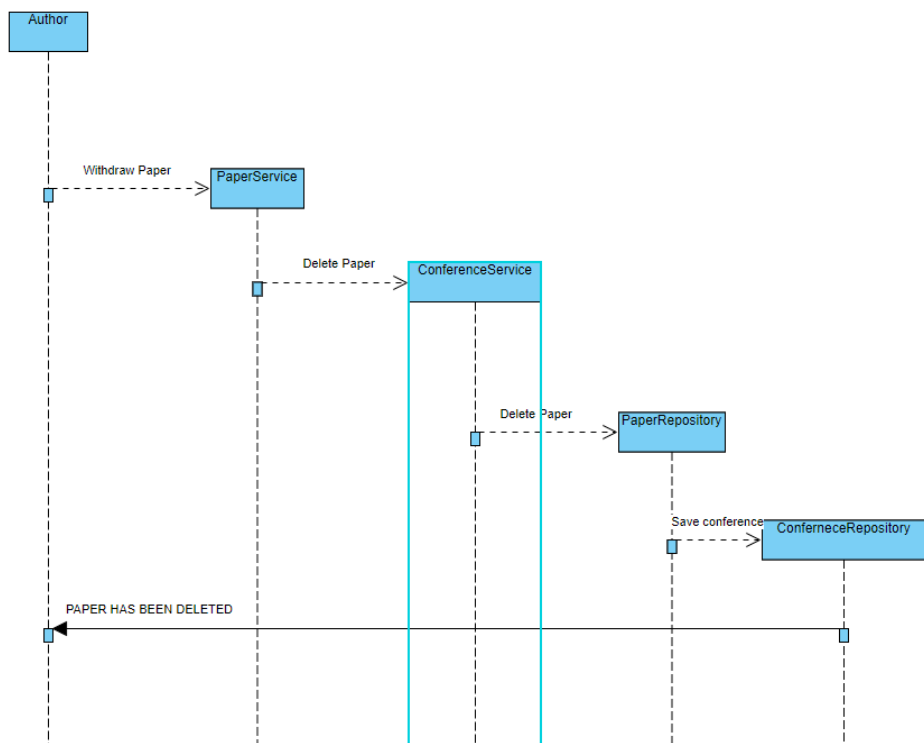 Author
Withdraw Paper
PaperService
Delete Paper
ConferenceService
Delete Paper
PaperRepository
Save conference
ConferneceRepository
PAPER HAS BEEN DELETED